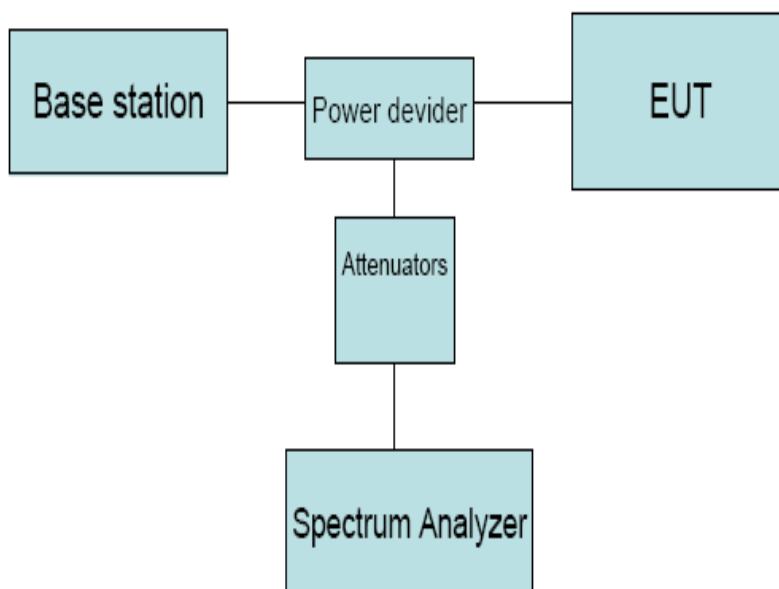 Base station
Power devider
EUT
Attenuators
Spectrum Analyzer